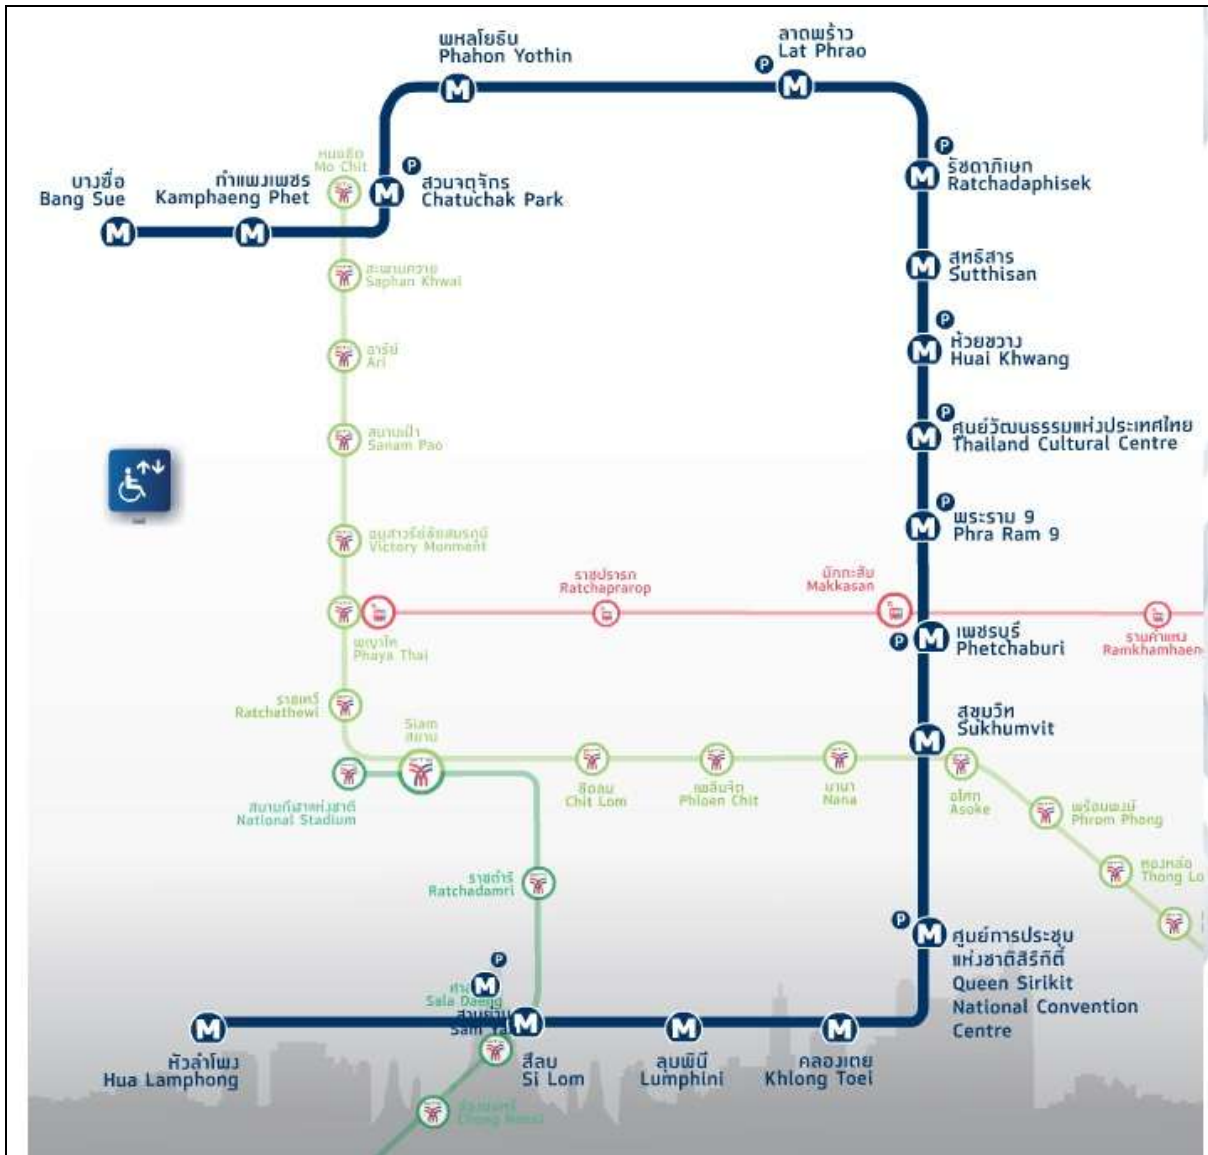 พหลโยธิน
Phahon Yothin
ลาดพร้าว
Lat Phrao
P
หมอชิต
Mo Chit
P
สวนจตุจักร
Chatuchak Park
บางซื่อ
Bang Sue
กำแพงเพชร
Kamphaeng Phet
P
รัชดาภิเษก
Ratchadaphisek
M
M
M
M
M
M
สะพานควาย
Saphan Khwai
สุทธิสาร
Sutthisan
M
P
ห้วยขวาง
Huai Khwang
M
อารีย์
Ari
P
ศูนย์วัฒนธรรมแห่งประเทศไทย
Thailand Cultural Centre
M
สนามเป้า
Sanam Pao
P
พระราม 9
Phra Ram 9
M
Victory Monment
ราชปรารภ
Ratchaprarop
มักกะสัน
Makkasan
รามคำแหง
P
เพชรบุรี
Phetchaburi
M
พญาไท
Phaya Thai
ราชเทวี
Ratchathewi
Siam
สยาม
สุขุมวิท
Sukhumvit
M
สนามกีฬาแห่งชาติ
National Stadium
ชิดลม
Chit Lom
เพลินจิต
Phloen Chit
นานา
Nana
อโศก
Asoke
พร้อมพงษ์
Phrom Phong
ทองหล่อ
Thong Lo
ราชดำริ
Ratchadamri
P
M
ศูนย์การประชุม
แห่งชาติสิริกิติ์
Queen Sirikit
National Convention
Centre
P
M
Sala Daeng
สามย่าน
M
M
M
M
หัวลำโพง
Hua Lamphong
สีลม
Si Lom
ลุมพินี
Lumphini
คลองเตย
Khlong Toei